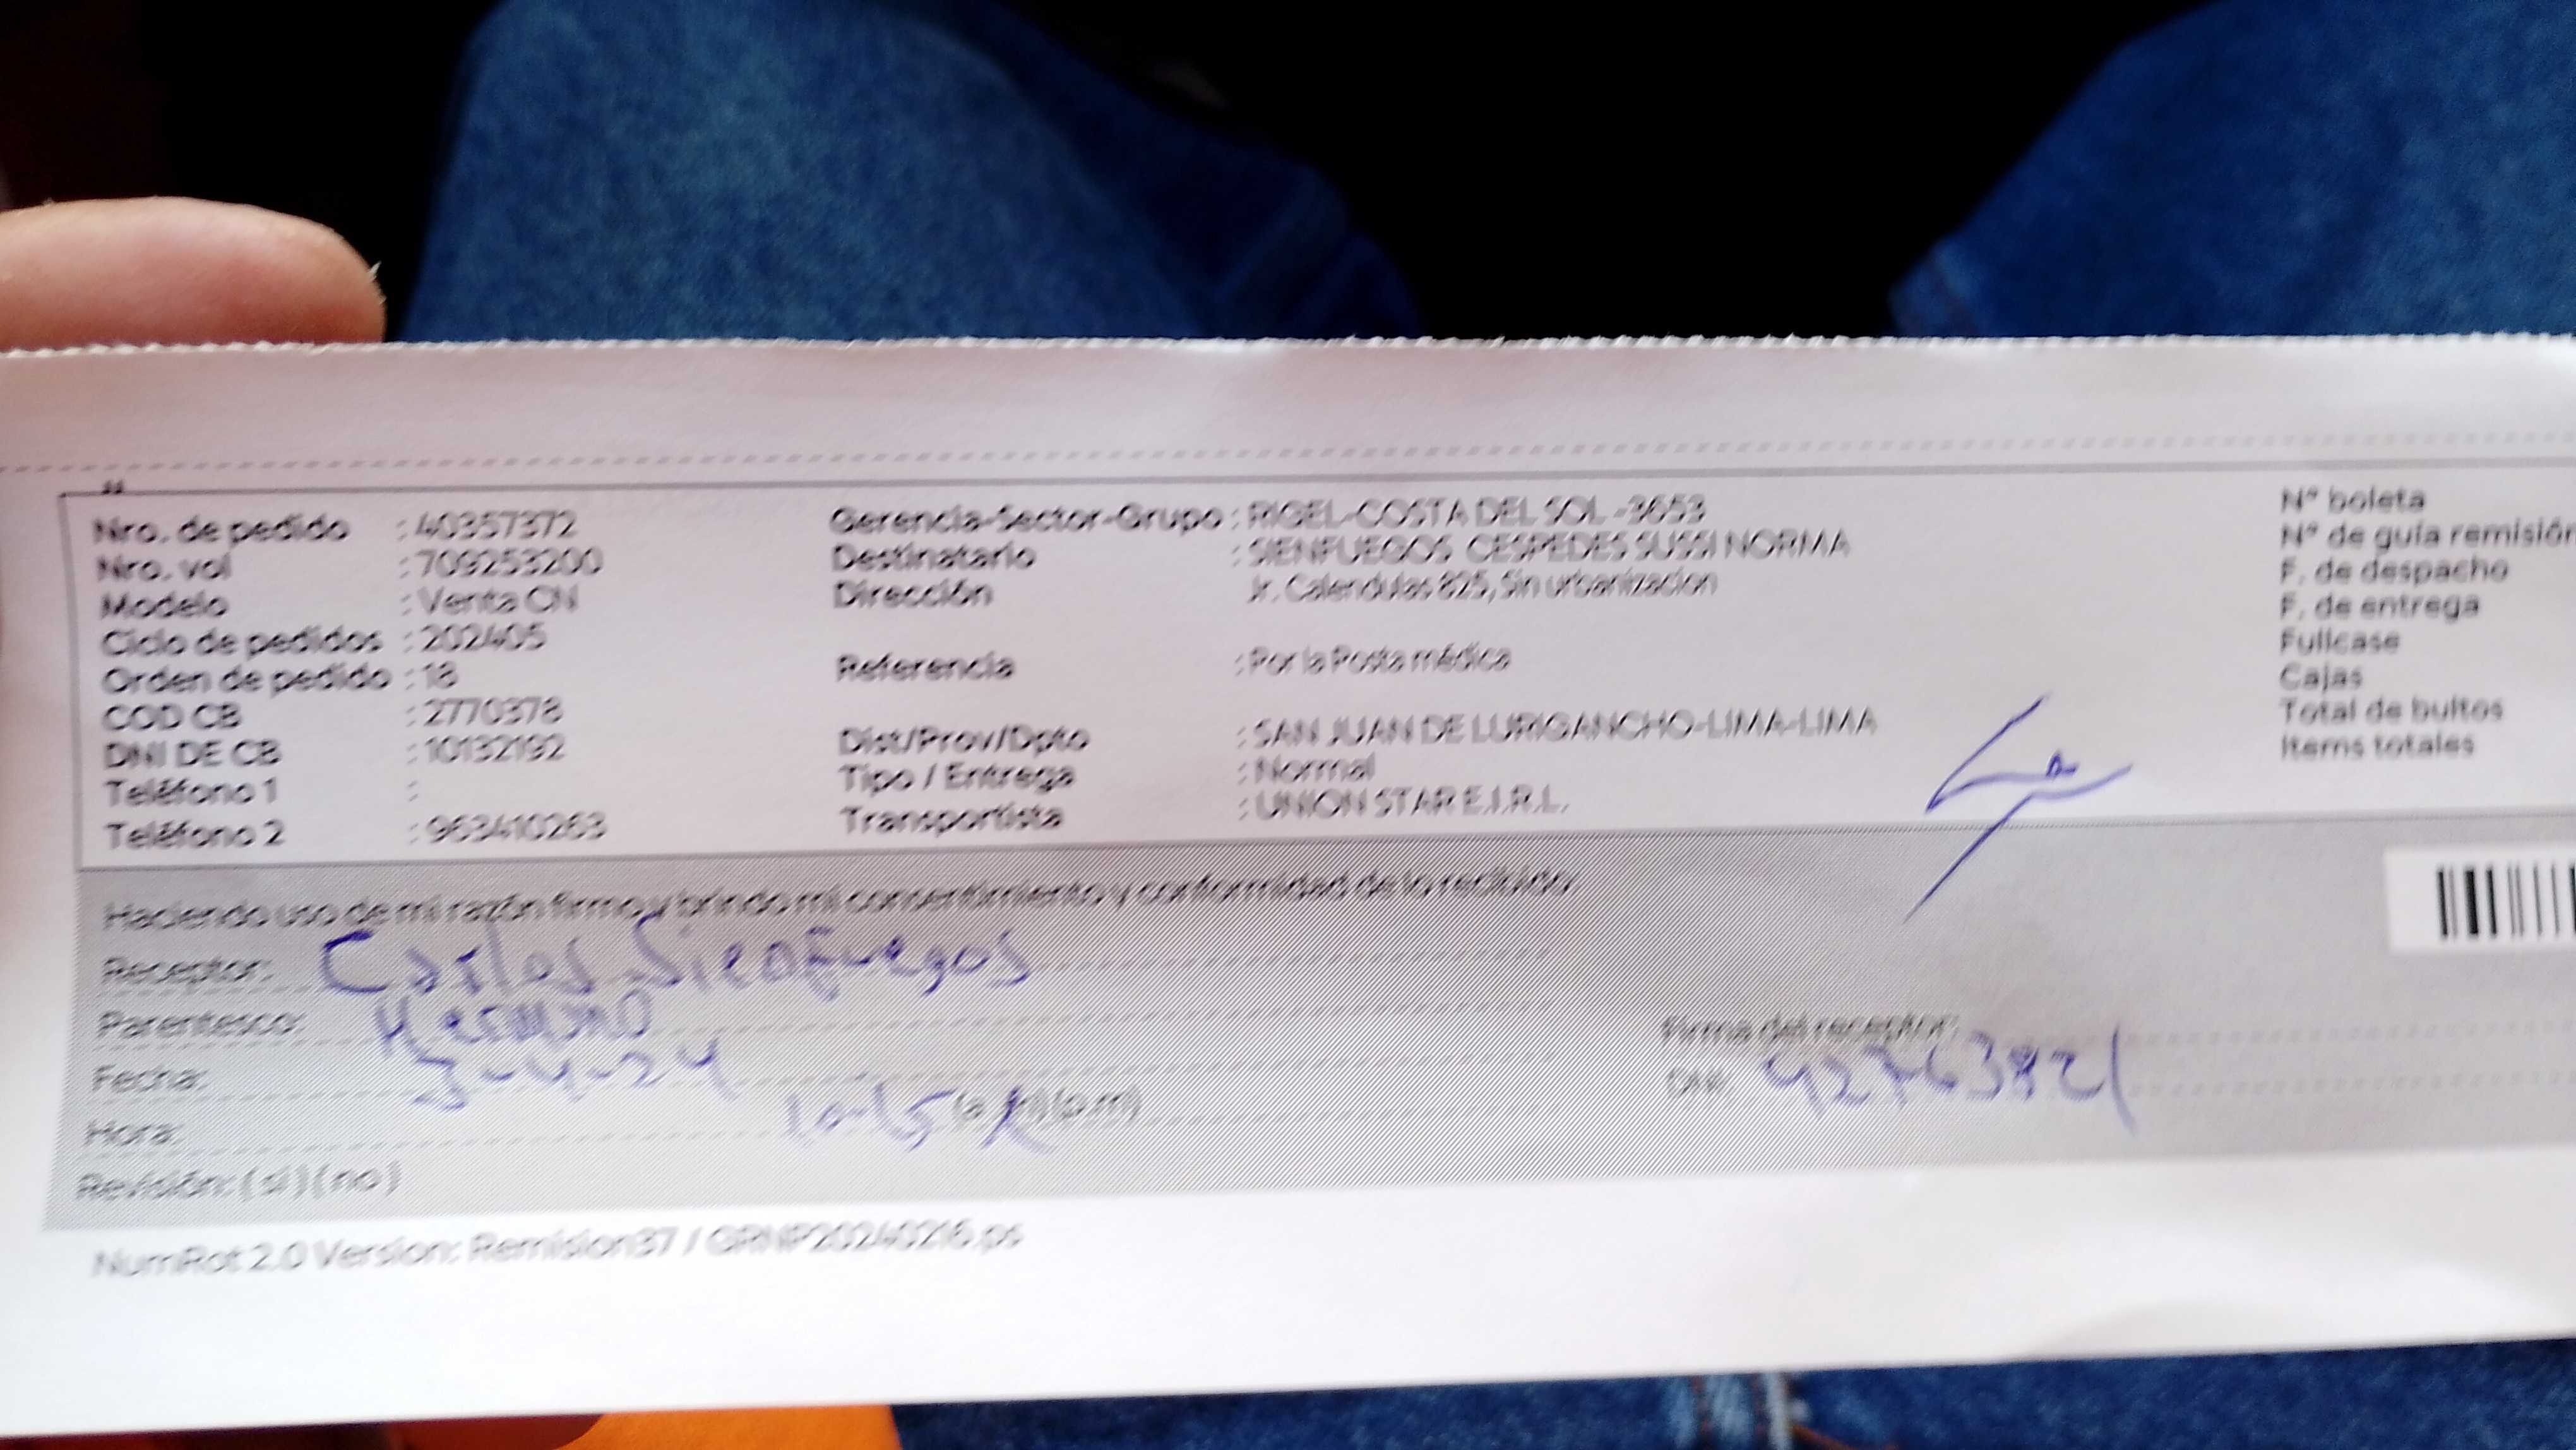 Nro. de pedido : 40357372
Nro. vol : 709253200
Modelo : Venta CN
Ciclo de pedidos : 202405
Orden de pedido : 18
COD CB : 2770378
DNI DE CB : 10132192
Teléfono 1 :
Teléfono 2 : 963410263
Gerencia-Sector-Grupo : RIGEL-COSTA DEL SOL -3653
Destinatario : SIENFUEGOS CESPEDES SUSSI NORMA
Dirección Jr. Calendulas 825, Sin urbanizacion
Referencia : Por la Posta médica
Dist/Prov/Dpto : SAN JUAN DE LURIGANCHO-LIMA-LIMA
Tipo / Entrega : Normal
Transportista : UNION STAR E.I.R.L.
N° boleta
N° de guía remisión
F. de despacho
F. de entrega
Fullcase
Cajas
Total de bultos
Items totales
Haciendo uso de mi razón firmo y brindo mi consentimiento y conformidad de lo recibido
Receptor: Carlos Sienfuegos
Parentesco: Hermano
Fecha: 3-4-24
Hora: 10-15 (a.m)(p.m)
Revisión: (si) (no)
Firma del receptor:
DNI:
NumRot 2.0 Version: Remision37 / GRNP20240216.ps